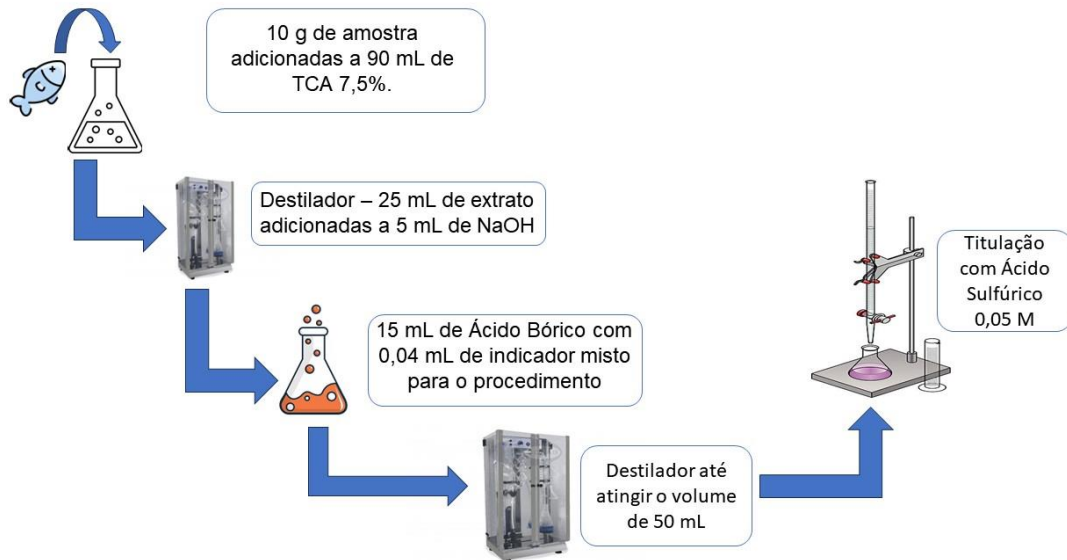 10 g de amostra
adicionadas a 90 mL de
TCA 7,5%.
Destilador – 25 mL de extrato
adicionadas a 5 mL de NaOH
15 mL de Ácido Bórico com
0,04 mL de indicador misto
para o procedimento
Destilador até
atingir o volume
de 50 mL
Titulação
com Ácido
Sulfúrico
0,05 M